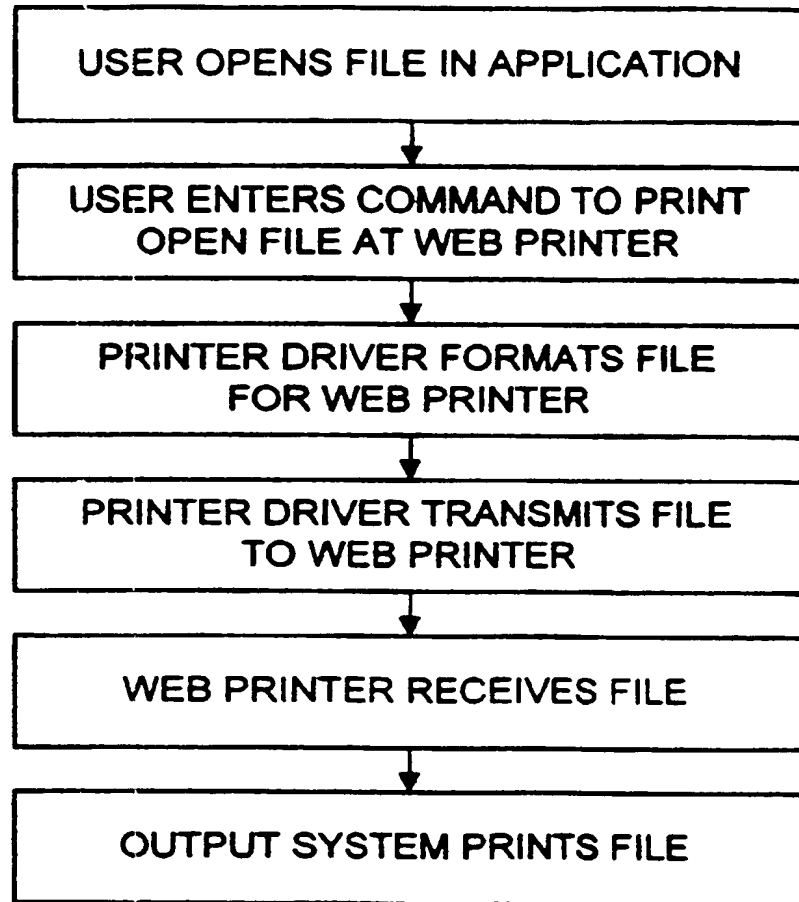 USER OPENS FILE IN APPLICATION
USER ENTERS COMMAND TO PRINT
OPEN FILE AT WEB PRINTER
PRINTER DRIVER FORMATS FILE
FOR WEB PRINTER
PRINTER DRIVER TRANSMITS FILE
TO WEB PRINTER
WEB PRINTER RECEIVES FILE
OUTPUT SYSTEM PRINTS FILE